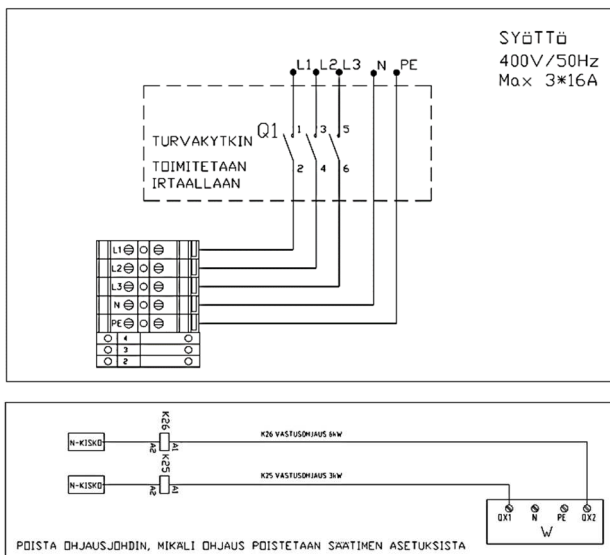 SYÖTTÖ
400V/50Hz
Max 3*16A
L1 L2 L3 N PE
TURVAKYTKIN
Q1 1 3 5
TOIMITETAAN
IRTAALLAAN
2 4 6
L1
L2
L3
N
PE
4
3
2
K26
N-KISKO A2 A1 K26 VASTUSOHJAUS 6kW
K25
N-KISKO A2 A1 K25 VASTUSOHJAUS 3kW
QX1 N PE QX2
W
POISTA OHJAUSJOHDIN, MIKÄLI OHJAUS POISTETAAN SÄÄTIMEN ASETUKSISTA